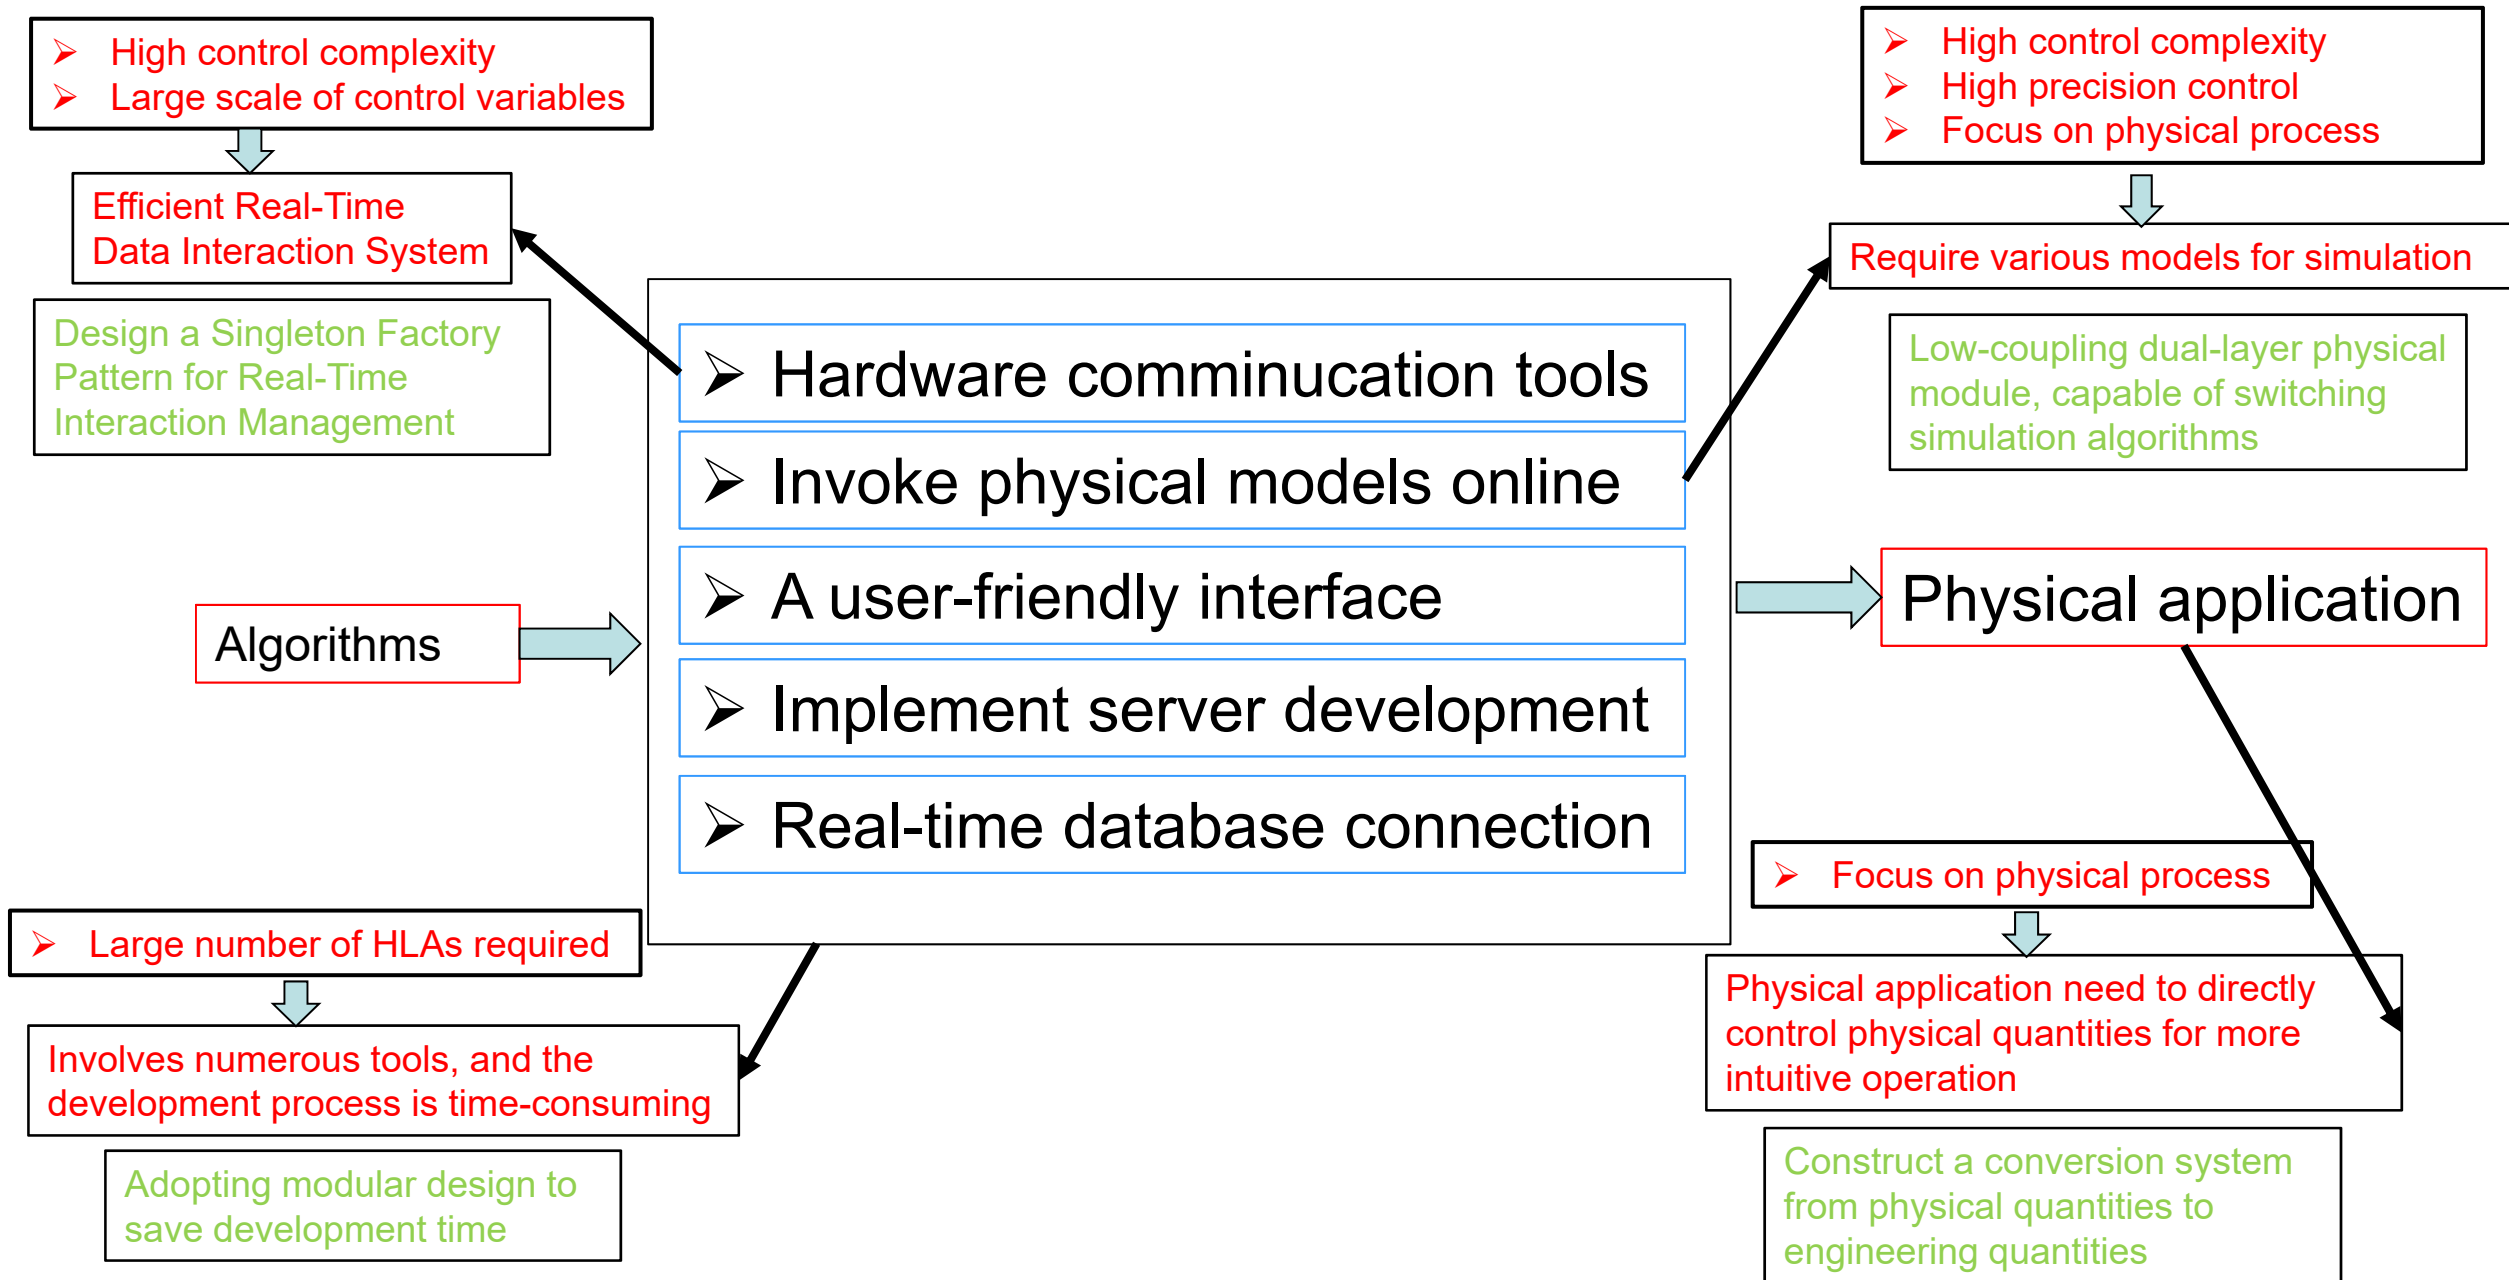 High control complexity
Large scale of control variables
Efficient Real-Time
Data Interaction System
Design a Singleton Factory
Pattern for Real-Time
Interaction Management
High control complexity
High precision control
Focus on physical process
Require various models for simulation
Low-coupling dual-layer physical
module, capable of switching
simulation algorithms
Hardware comminucation tools
Invoke physical models online
A user-friendly interface
Implement server development
Real-time database connection
Algorithms
Physical application
Large number of HLAs required
Involves numerous tools, and the
development process is time-consuming
Adopting modular design to
save development time
Focus on physical process
Physical application need to directly
control physical quantities for more
intuitive operation
Construct a conversion system
from physical quantities to
engineering quantities